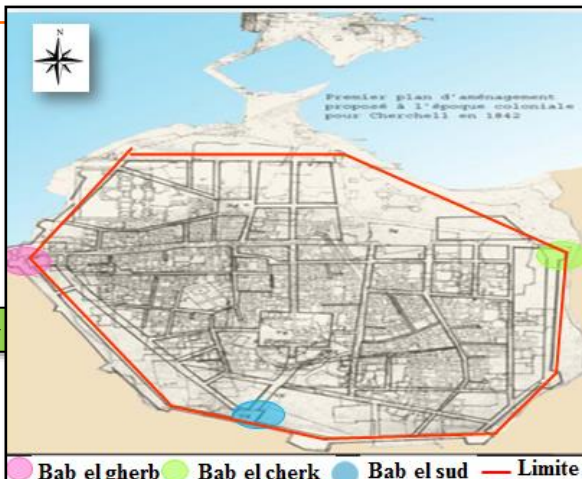 N
Premier plan d'aménagement
proposé à l'époque coloniale
pour Cherchell en 1842
Bab el gherb Bab el cherk Bab el sud Limite